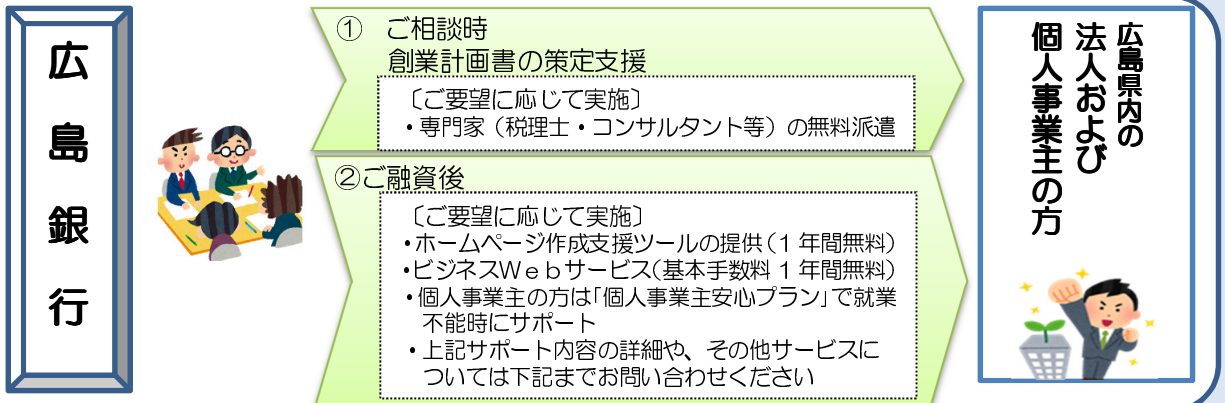 広島銀行
① ご相談時
創業計画書の策定支援
〔ご要望に応じて実施〕
・専門家（税理士・コンサルタント等）の無料派遣
②ご融資後
〔ご要望に応じて実施〕
・ホームページ作成支援ツールの提供（1年間無料）
・ビジネスWebサービス（基本手数料1年間無料）
・個人事業主の方は「個人事業主安心プラン」で就業
不能時にサポート
・上記サポート内容の詳細や、その他サービスに
ついては下記までお問い合わせください
広島県内の
法人および
個人事業主の方